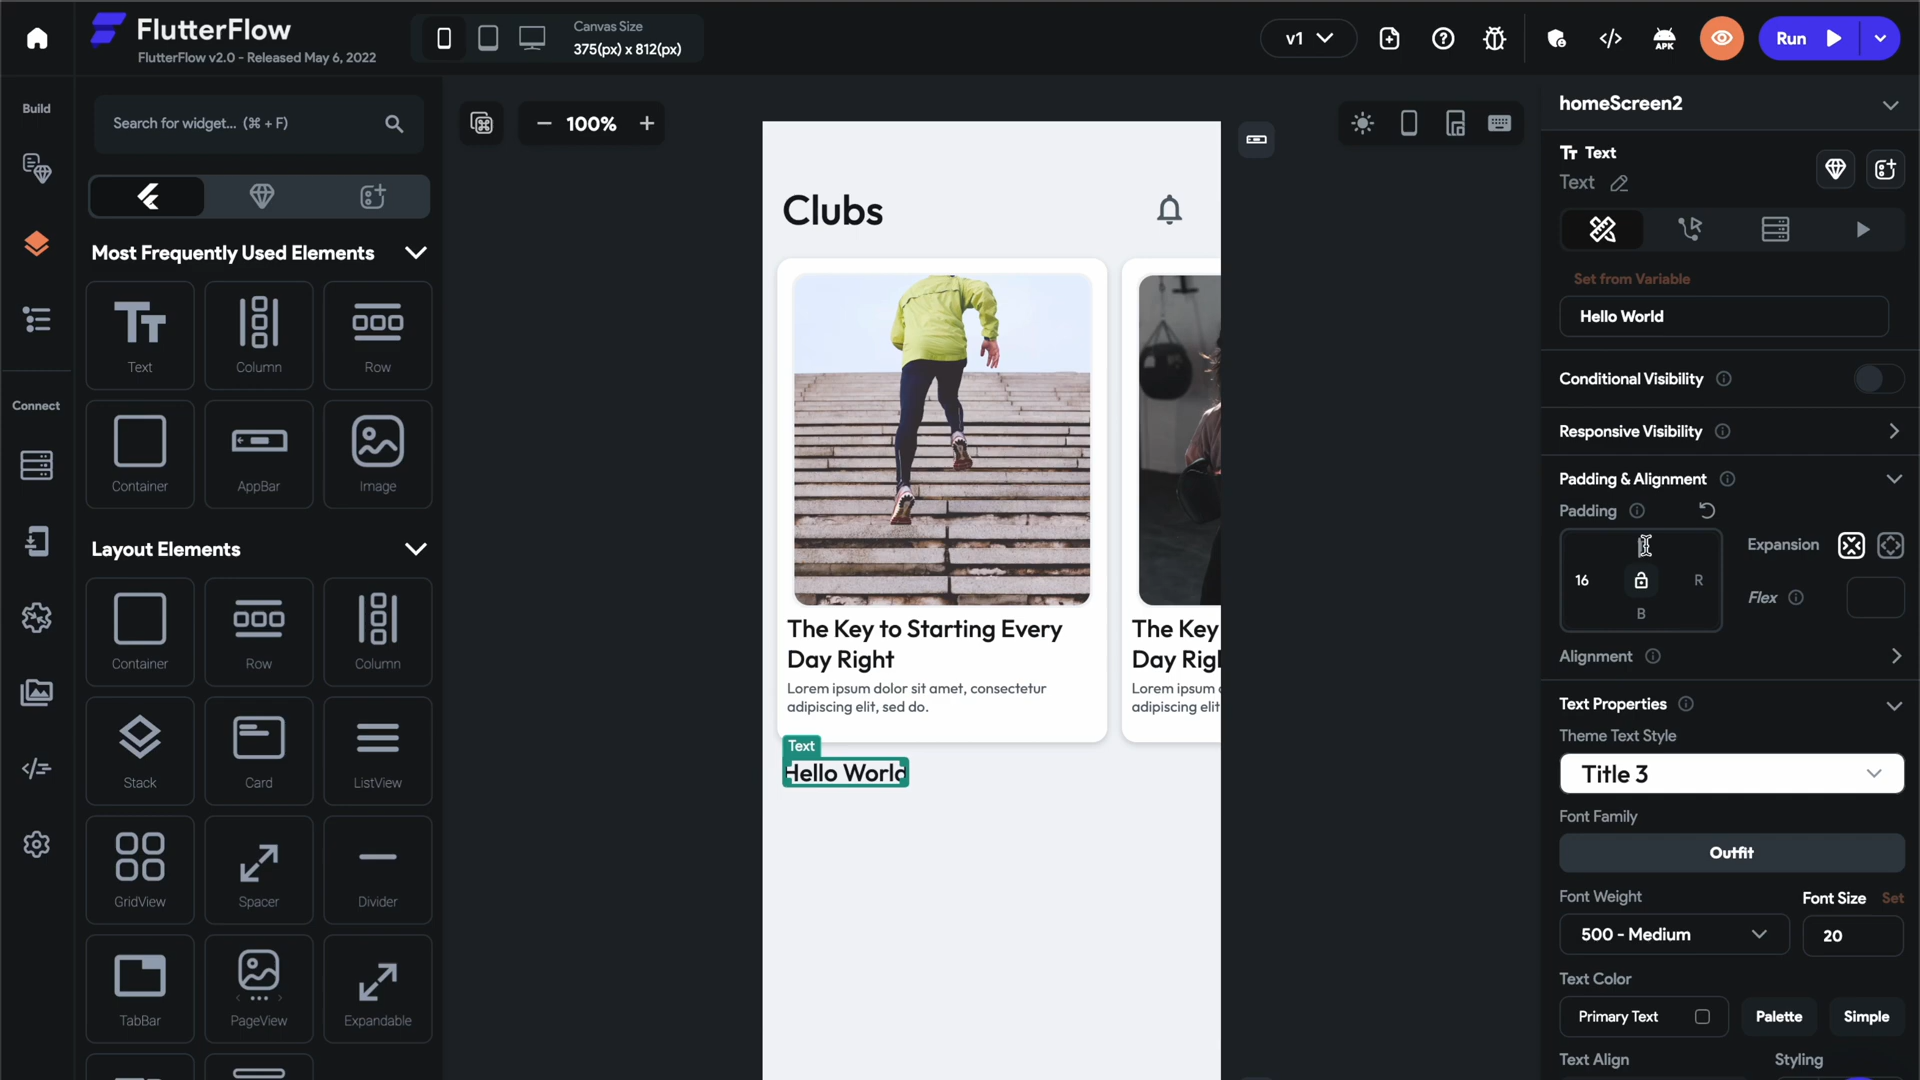 FlutterFlow
FlutterFlow v2.0 - Released May 6, 2022
Canvas Size
375(px) x 812(px)
v1
APK
Run
Build
Connect
Search for widget... (⌘ + F)
Most Frequently Used Elements
Text
Column
Row
Container
AppBar
Image
Layout Elements
Container
Row
Column
Stack
Card
ListView
GridView
Spacer
Divider
TabBar
PageView
Expandable
100%
Clubs
The Key to Starting Every
Day Right
Lorem ipsum dolor sit amet, consectetur
adipiscing elit, sed do.
The Key
Day Rig
Lorem ipsum
adipiscing elit
Text
Hello World
homeScreen2
Text
Text
Set from Variable
Hello World
Conditional Visibility
Responsive Visibility
Padding & Alignment
Padding
16
R
B
Expansion
Flex
Alignment
Text Properties
Theme Text Style
Title 3
Font Family
Outfit
Font Weight
Font Size Set
500 - Medium
20
Text Color
Primary Text
Palette
Simple
Text Align
Styling